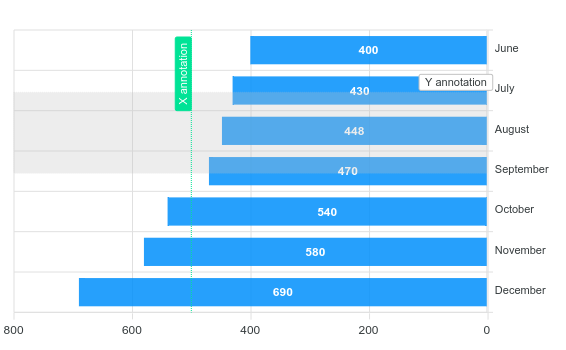 400 June
X annotation
Y annotation
430 July
448 August
470 September
540 October
580 November
690 December
800 600 400 200 0